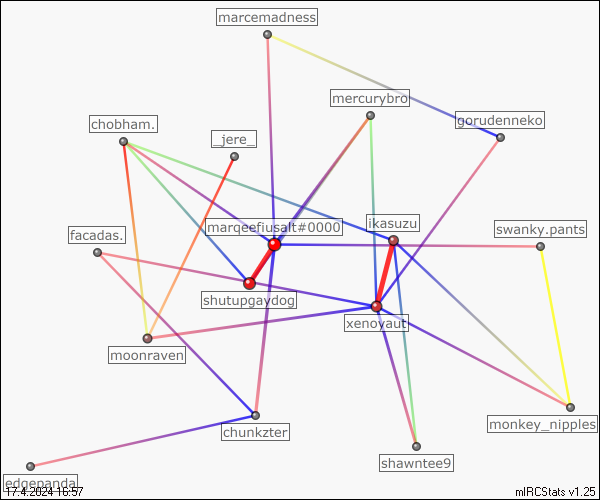 marcemadness
mercurybro
gorudenneko
chobham.
_jere_
marqeefiusalt#0000
ikasuzu
swanky.pants
facadas.
shutupgaydog
xenoyaut
moonraven
monkey_nipples
chunkzter
shawntee9
edgepanda
17.4.2024 16:57
mIRCStats v1.25